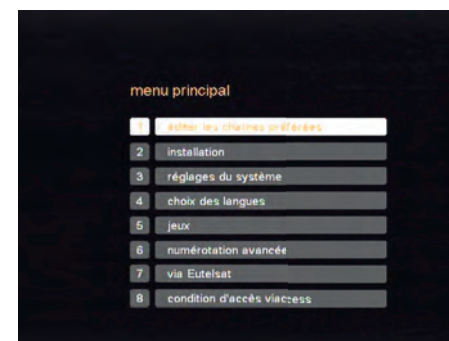 menu principal
1 éditer les chaînes préférées
2 installation
3 réglages du système
4 choix des langues
5 jeux
6 numérotation avancée
7 via Eutelsat
8 condition d'accès viaccess